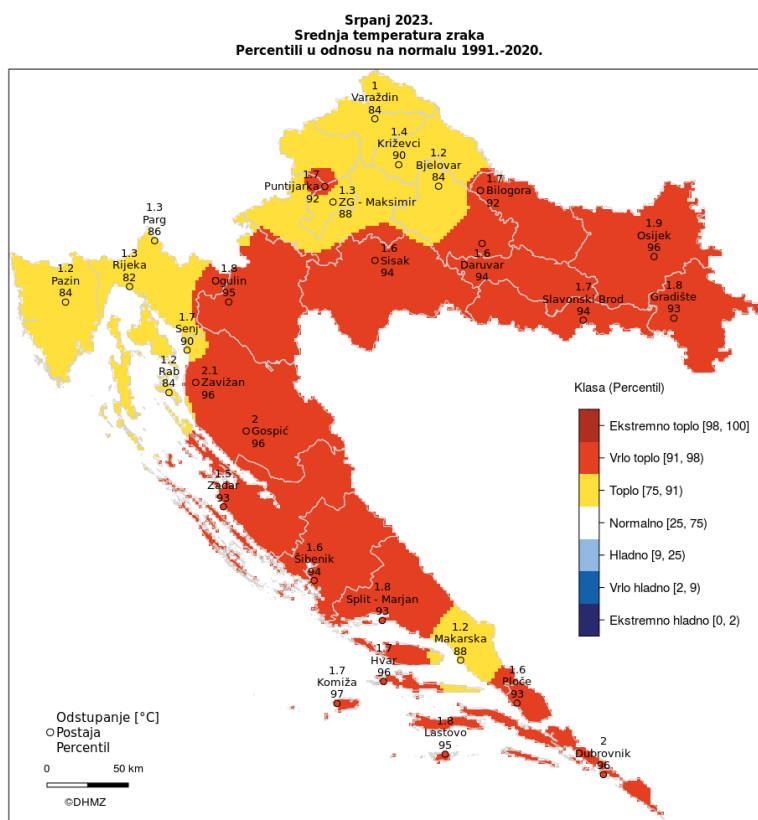 Srpanj 2023.
Srednja temperatura zraka
Percentili u odnosu na normalu 1991.-2020.
1
Varaždin
84
1.4
Križevci
90
1.2
Bjelovar
84
1.7
Puntijarka
92
1.3
ZG - Maksimir
88
1.7
Bilogora
92
1.3
Parg
86
1.9
Osijek
96
1.6
Sisak
94
1.6
Daruvar
94
1.3
Rijeka
82
1.2
Pazin
84
1.8
Ogulin
95
1.7
Slavonski Brod
94
1.8
Gradište
93
1.7
Senj
90
1.2
Rab
84
2.1
Zavižan
96
2
Gospić
96
1.5
Zadar
93
1.6
Šibenik
94
1.8
Split - Marjan
93
1.2
Makarska
88
1.7
Hvar
96
1.7
Komiža
97
1.6
Ploče
93
1.8
Lastovo
95
2
Dubrovnik
96
Klasa (Percentil)
Ekstremno toplo [98, 100]
Vrlo toplo [91, 98)
Toplo [75, 91)
Normalno [25, 75)
Hladno [9, 25)
Vrlo hladno [2, 9)
Ekstremno hladno [0, 2)
Odstupanje [°C]
Postaja
Percentil
0 50 km
©DHMZ